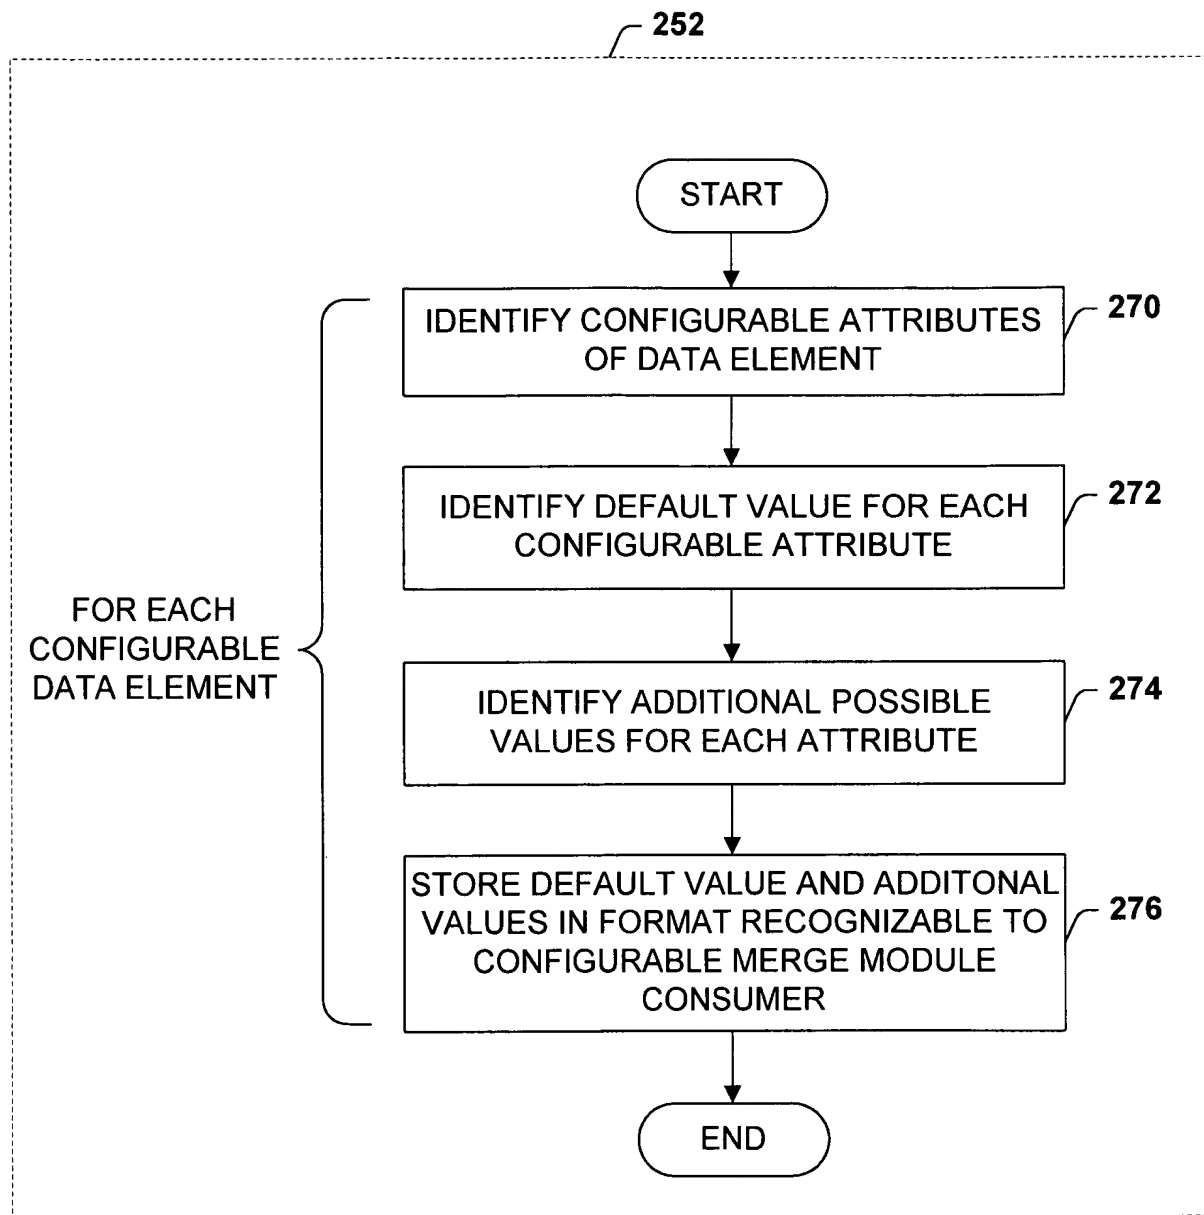 252
START
IDENTIFY CONFIGURABLE ATTRIBUTES
OF DATA ELEMENT
270
IDENTIFY DEFAULT VALUE FOR EACH
CONFIGURABLE ATTRIBUTE
272
FOR EACH
CONFIGURABLE
DATA ELEMENT
IDENTIFY ADDITIONAL POSSIBLE
VALUES FOR EACH ATTRIBUTE
274
STORE DEFAULT VALUE AND ADDITONAL
VALUES IN FORMAT RECOGNIZABLE TO
CONFIGURABLE MERGE MODULE
CONSUMER
276
END